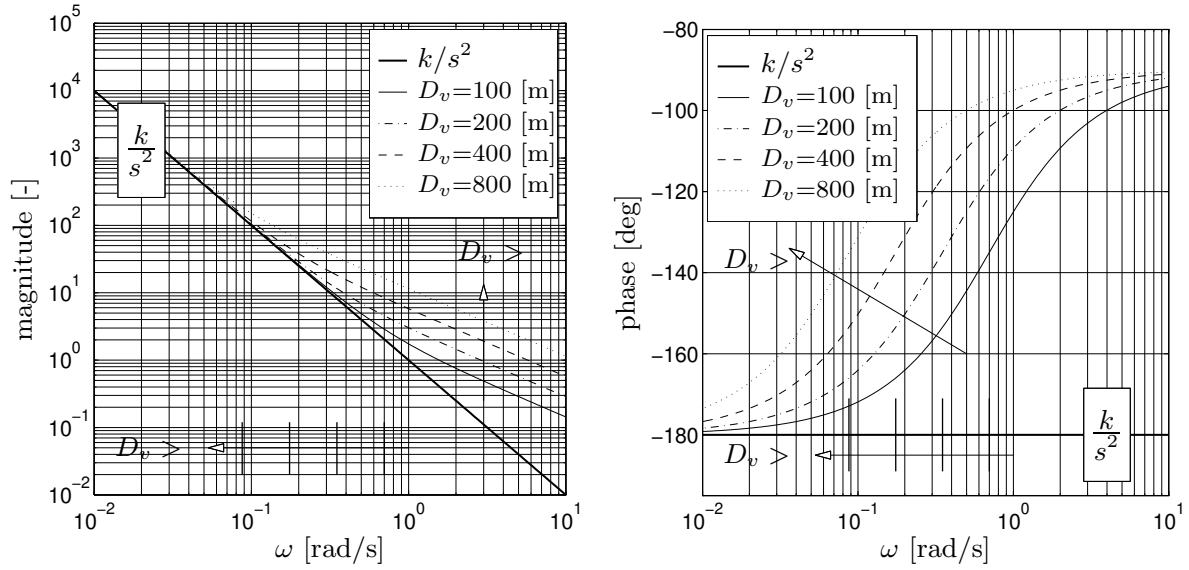 10^5
10^4
10^3
10^2
10^1
10^0
10^-1
10^-2
magnitude [-]
k/s^2
D_v=100 [m]
D_v=200 [m]
D_v=400 [m]
D_v=800 [m]
k/s^2
D_v >
D_v >
10^-2 10^-1 10^0 10^1
ω [rad/s]
−80
−100
−120
−140
−160
−180
phase [deg]
k/s^2
D_v=100 [m]
D_v=200 [m]
D_v=400 [m]
D_v=800 [m]
D_v >
k/s^2
D_v >
10^-2 10^-1 10^0 10^1
ω [rad/s]